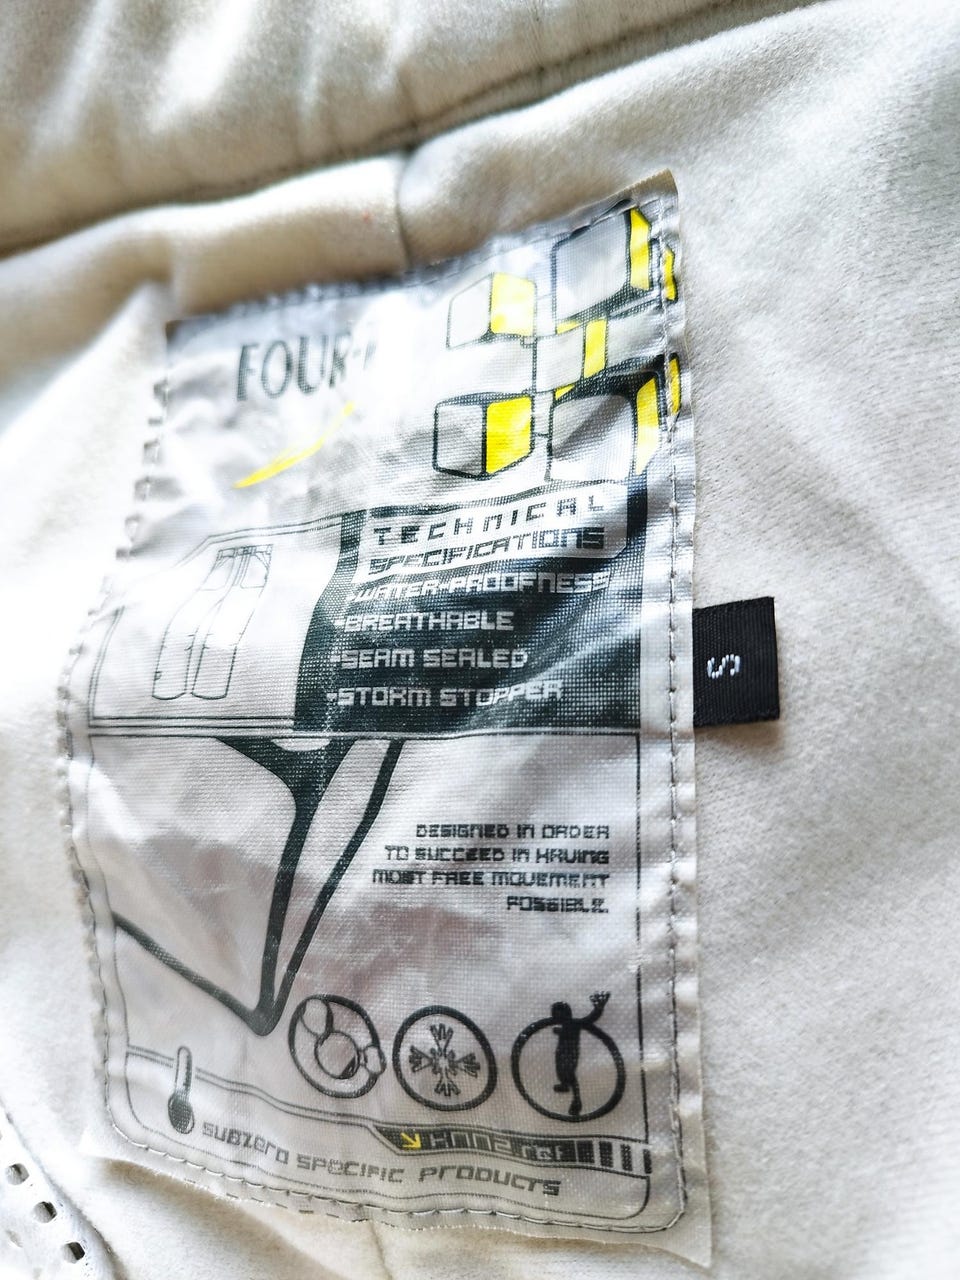 TECHNICAL
SPECIFICATIONS
-WATER-PROOFNESS
-BREATHABLE
-SEAM SEALED
-STORM STOPPER
S
DESIGNED IN ORDER
TO SUCCEED IN HAVING
MOST FREE MOVEMENT
POSSIBLE.
SUBZERO SPECIFIC PRODUCTS